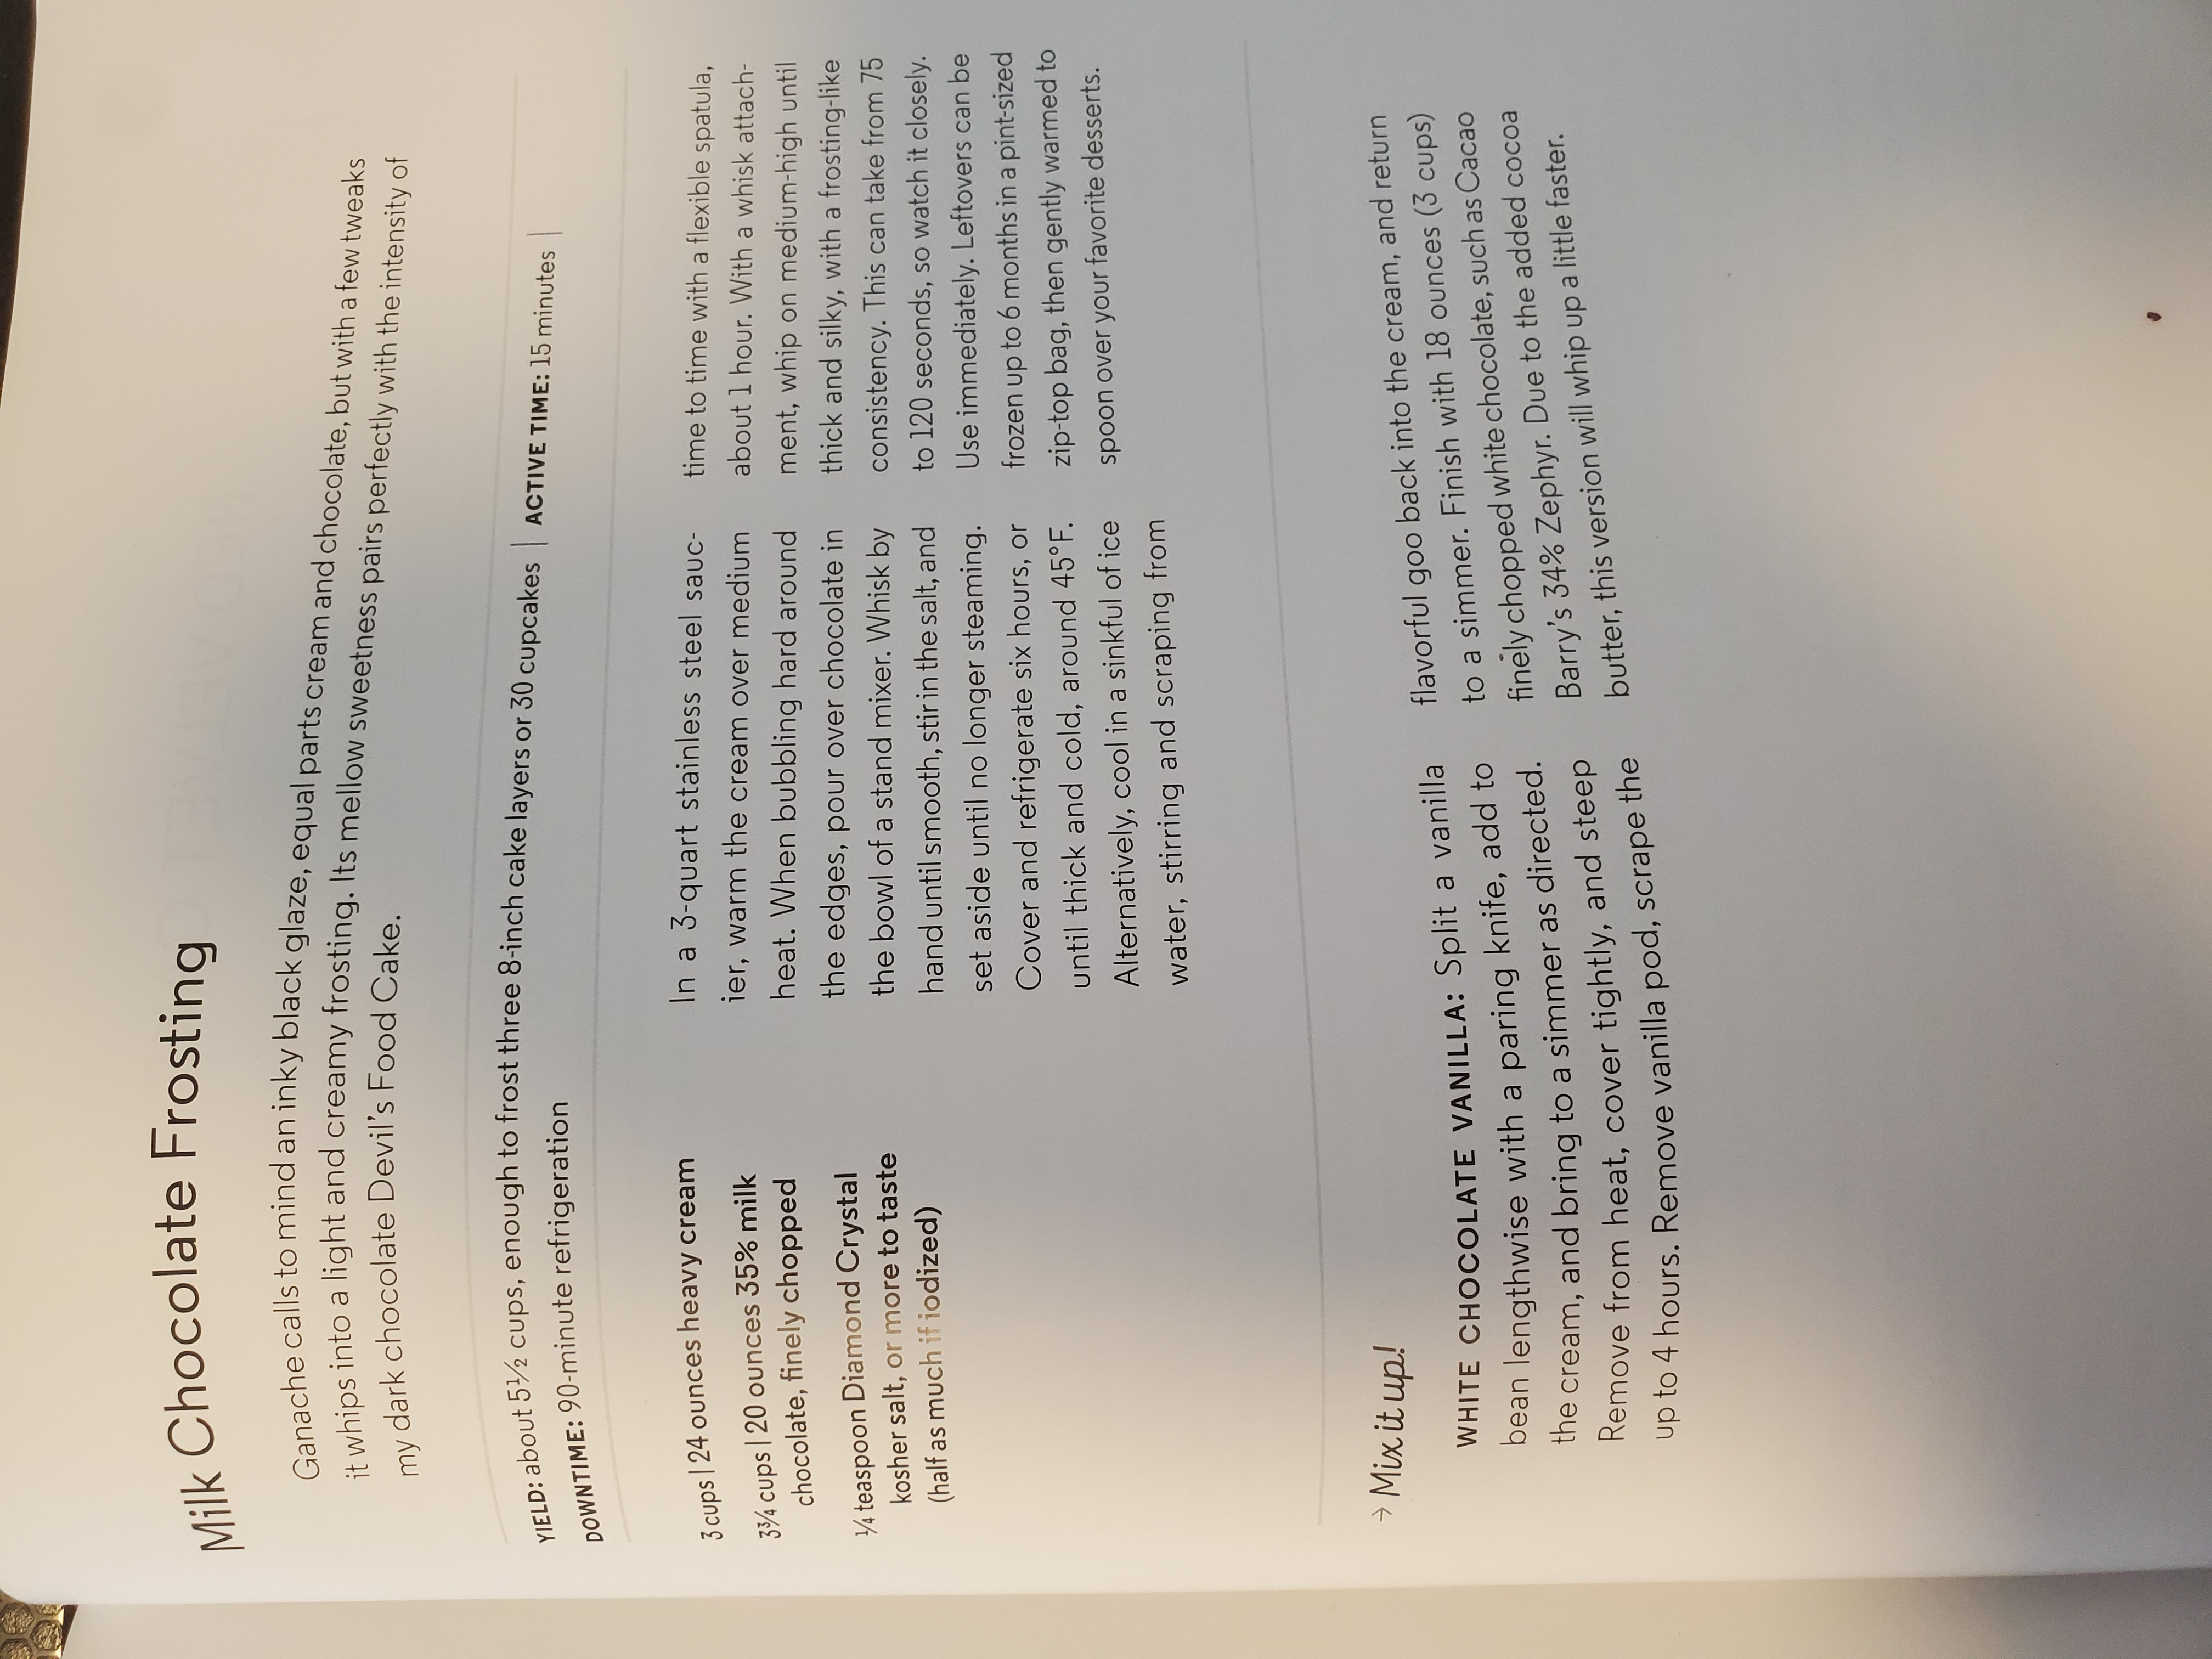 Milk Chocolate Frosting
Ganache calls to mind an inky black glaze, equal parts cream and chocolate, but with a few tweaks
it whips into a light and creamy frosting. Its mellow sweetness pairs perfectly with the intensity of
my dark chocolate Devil's Food Cake.
YIELD: about 5½ cups, enough to frost three 8-inch cake layers or 30 cupcakes | ACTIVE TIME: 15 minutes |
DOWNTIME: 90-minute refrigeration
3 cups | 24 ounces heavy cream
3¾ cups | 20 ounces 35% milk
chocolate, finely chopped
¼ teaspoon Diamond Crystal
kosher salt, or more to taste
(half as much if iodized)
In a 3-quart stainless steel sauc-
ier, warm the cream over medium
heat. When bubbling hard around
the edges, pour over chocolate in
the bowl of a stand mixer. Whisk by
hand until smooth, stir in the salt, and
set aside until no longer steaming.
Cover and refrigerate six hours, or
until thick and cold, around 45°F.
Alternatively, cool in a sinkful of ice
water, stirring and scraping from
time to time with a flexible spatula,
about 1 hour. With a whisk attach-
ment, whip on medium-high until
thick and silky, with a frosting-like
consistency. This can take from 75
to 120 seconds, so watch it closely.
Use immediately. Leftovers can be
frozen up to 6 months in a pint-sized
zip-top bag, then gently warmed to
spoon over your favorite desserts.
→ Mix it up!
WHITE CHOCOLATE VANILLA: Split a vanilla
bean lengthwise with a paring knife, add to
the cream, and bring to a simmer as directed.
Remove from heat, cover tightly, and steep
up to 4 hours. Remove vanilla pod, scrape the
flavorful goo back into the cream, and return
to a simmer. Finish with 18 ounces (3 cups)
finely chopped white chocolate, such as Cacao
Barry's 34% Zephyr. Due to the added cocoa
butter, this version will whip up a little faster.